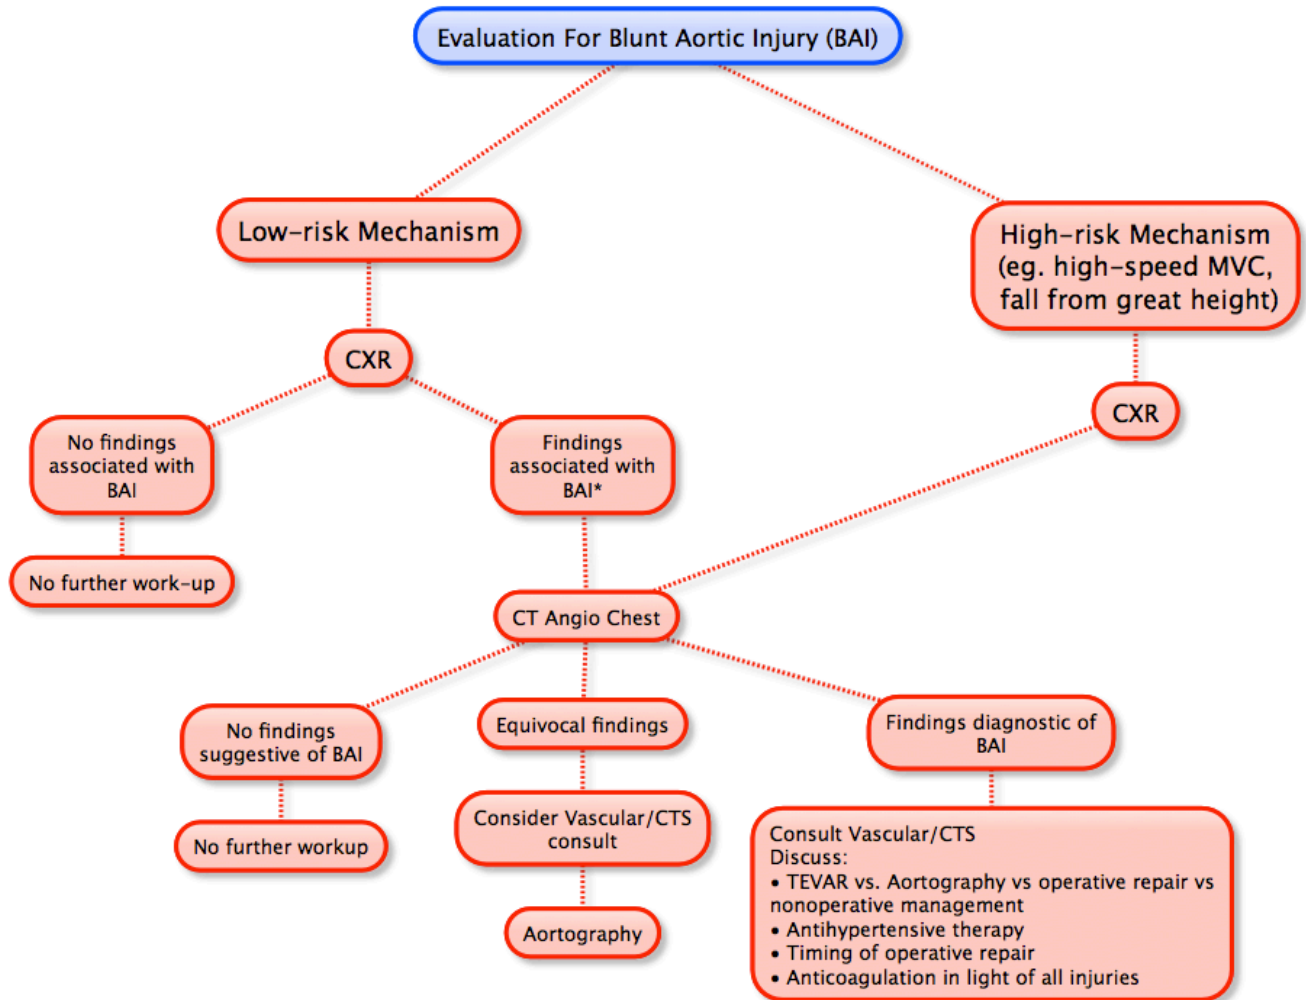 Evaluation For Blunt Aortic Injury (BAI)
Low-risk Mechanism
High-risk Mechanism
(eg. high-speed MVC,
fall from great height)
CXR
CXR
No findings
associated with
BAI
Findings
associated with
BAI*
No further work-up
CT Angio Chest
No findings
suggestive of BAI
Equivocal findings
Findings diagnostic of
BAI
No further workup
Consider Vascular/CTS
consult
Aortography
Consult Vascular/CTS
Discuss:
• TEVAR vs. Aortography vs operative repair vs
nonoperative management
• Antihypertensive therapy
• Timing of operative repair
• Anticoagulation in light of all injuries